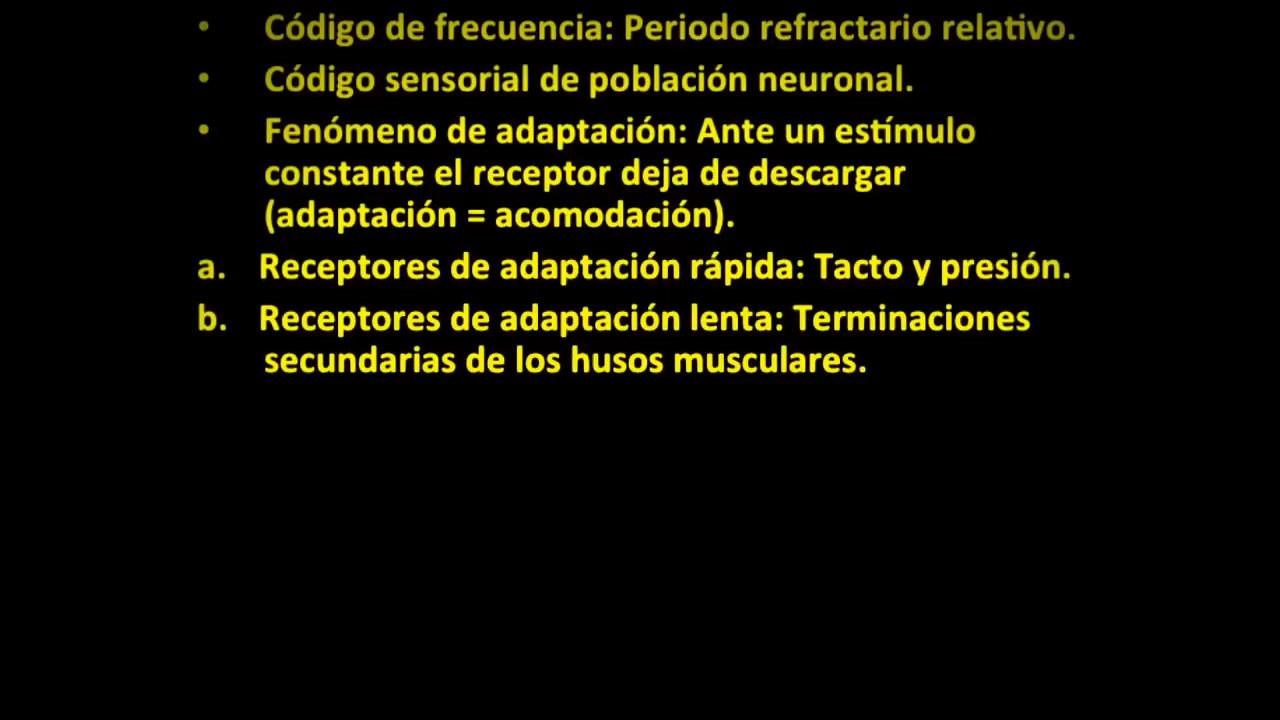 • Código de frecuencia: Periodo refractario relativo.
• Código sensorial de población neuronal.
• Fenómeno de adaptación: Ante un estímulo
constante el receptor deja de descargar
(adaptación = acomodación).
a. Receptores de adaptación rápida: Tacto y presión.
b. Receptores de adaptación lenta: Terminaciones
secundarias de los husos musculares.